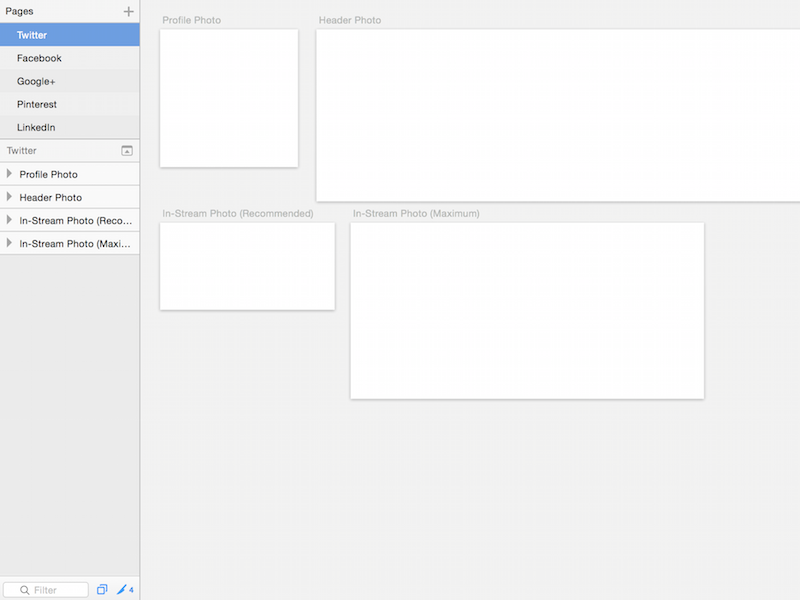 Pages
Twitter
Facebook
Google+
Pinterest
LinkedIn
Twitter
Profile Photo
Header Photo
In-Stream Photo (Reco...
In-Stream Photo (Maxi...
Filter
4
Profile Photo
Header Photo
In-Stream Photo (Recommended)
In-Stream Photo (Maximum)